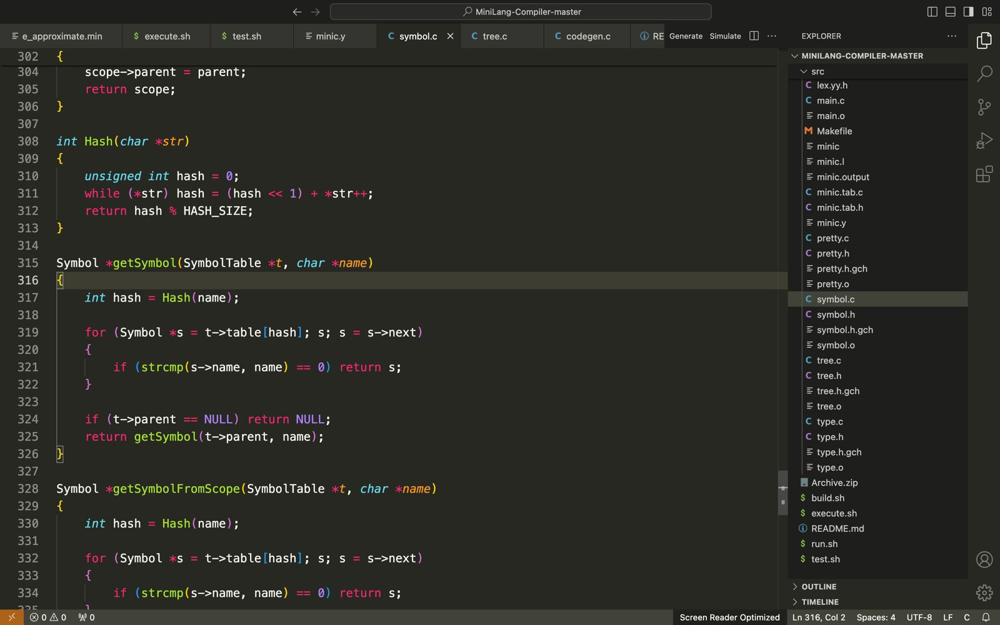 MiniLang-Compiler-master
e_approximate.min
$ execute.sh
$ test.sh
minic.y
C symbol.c
C tree.c
C codegen.c
RE
Generate
Simulate
302 {
304 scope->parent = parent;
305 return scope;
306 }
307
308 int Hash(char *str)
309 {
310 unsigned int hash = 0;
311 while (*str) hash = (hash << 1) + *str++;
312 return hash % HASH_SIZE;
313 }
314
315 Symbol *getSymbol(SymbolTable *t, char *name)
316 {
317 int hash = Hash(name);
318
319 for (Symbol *s = t->table[hash]; s; s = s->next)
320 {
321 if (strcmp(s->name, name) == 0) return s;
322 }
323
324 if (t->parent == NULL) return NULL;
325 return getSymbol(t->parent, name);
326 }
327
328 Symbol *getSymbolFromScope(SymbolTable *t, char *name)
329 {
330 int hash = Hash(name);
331
332 for (Symbol *s = t->table[hash]; s; s = s->next)
333 {
334 if (strcmp(s->name, name) == 0) return s;
335 }
EXPLORER
MINILANG-COMPILER-MASTER
src
C lex.yy.h
C main.c
main.o
M Makefile
minic
minic.l
minic.output
C minic.tab.c
C minic.tab.h
minic.y
C pretty.c
C pretty.h
pretty.h.gch
pretty.o
C symbol.c
C symbol.h
symbol.h.gch
symbol.o
C tree.c
C tree.h
tree.h.gch
tree.o
C type.c
C type.h
type.h.gch
type.o
Archive.zip
$ build.sh
$ execute.sh
README.md
$ run.sh
$ test.sh
OUTLINE
TIMELINE
0 0 0
Screen Reader Optimized
Ln 316, Col 2
Spaces: 4
UTF-8
LF
C